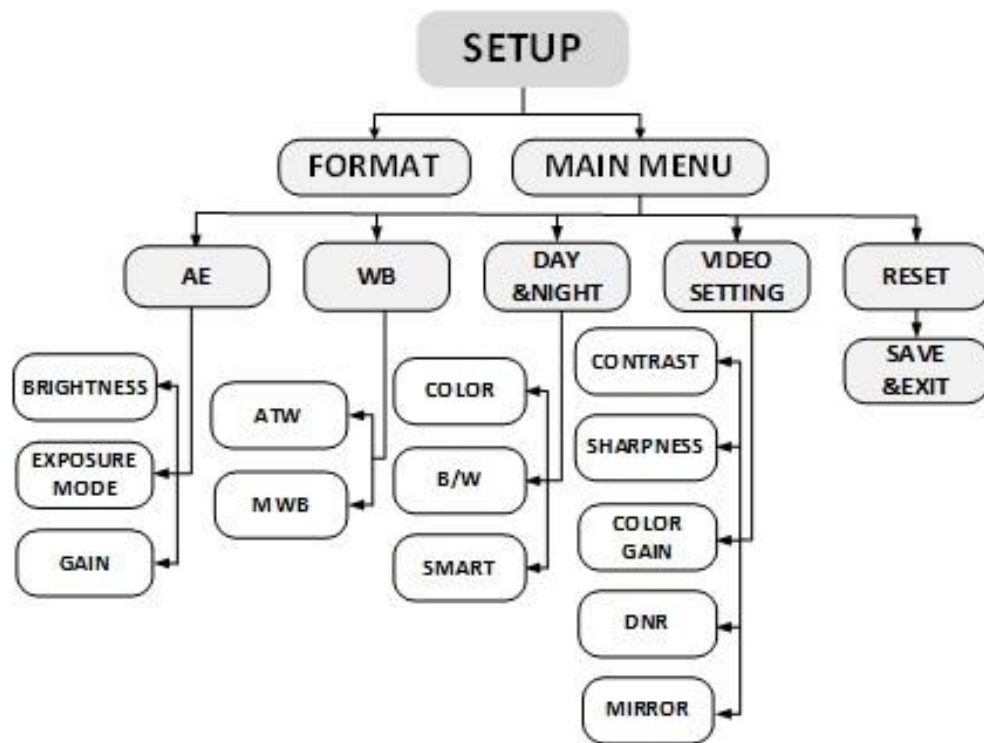 SETUP
FORMAT
MAIN MENU
AE
WB
DAY
&NIGHT
VIDEO
SETTING
RESET
SAVE
&EXIT
BRIGHTNESS
EXPOSURE
MODE
GAIN
ATW
MWB
COLOR
B/W
SMART
CONTRAST
SHARPNESS
COLOR
GAIN
DNR
MIRROR